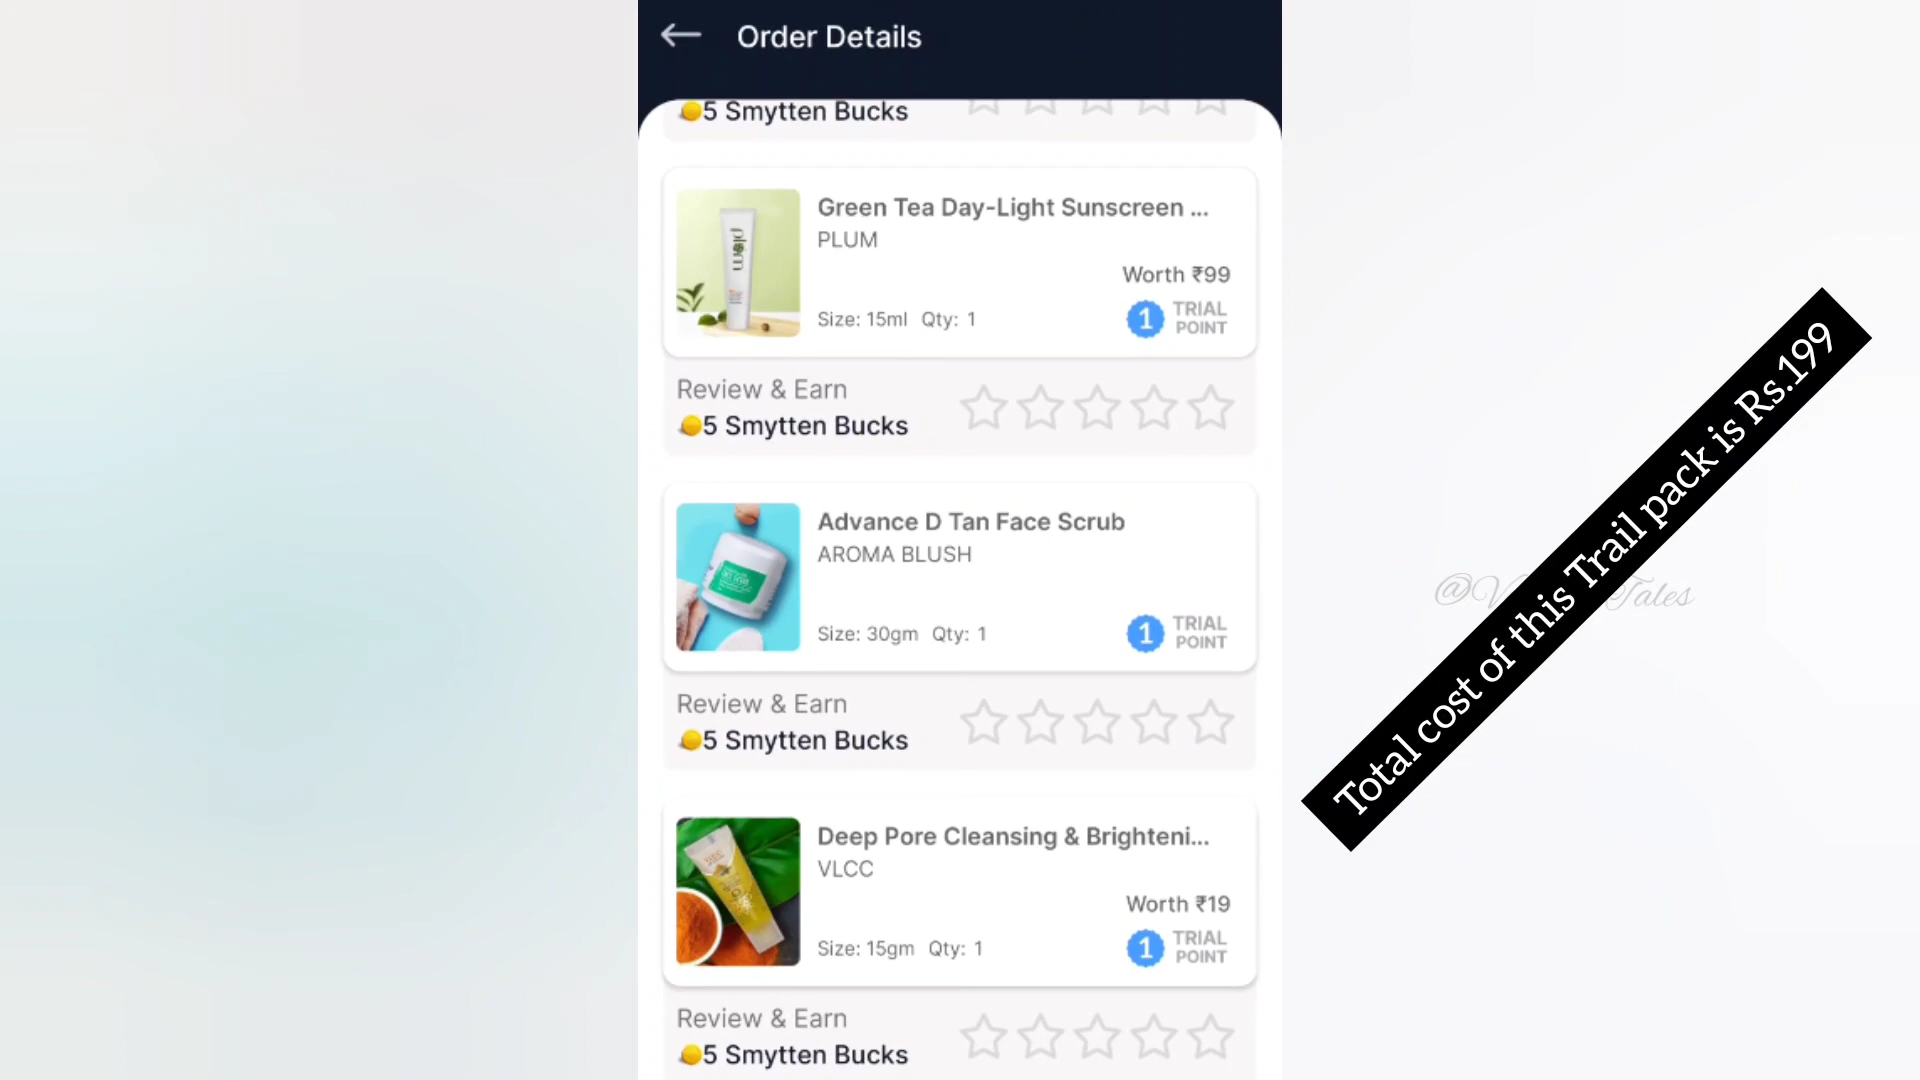 Order Details
5 Smytten Bucks
Green Tea Day-Light Sunscreen ...
PLUM
Worth ₹99
Size: 15ml Qty: 1
1 TRIAL POINT
Review & Earn
5 Smytten Bucks
Advance D Tan Face Scrub
AROMA BLUSH
Size: 30gm Qty: 1
1 TRIAL POINT
Review & Earn
5 Smytten Bucks
Deep Pore Cleansing & Brighteni...
VLCC
Worth ₹19
Size: 15gm Qty: 1
1 TRIAL POINT
Review & Earn
5 Smytten Bucks
Total cost of this Trail pack is Rs.199
plum
Tales